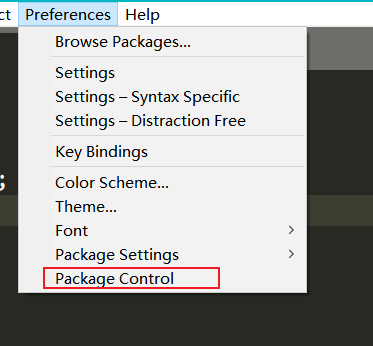 ct Preferences Help
Browse Packages...
Settings
Settings – Syntax Specific
Settings – Distraction Free
Key Bindings
Color Scheme...
Theme...
Font
Package Settings
Package Control
;